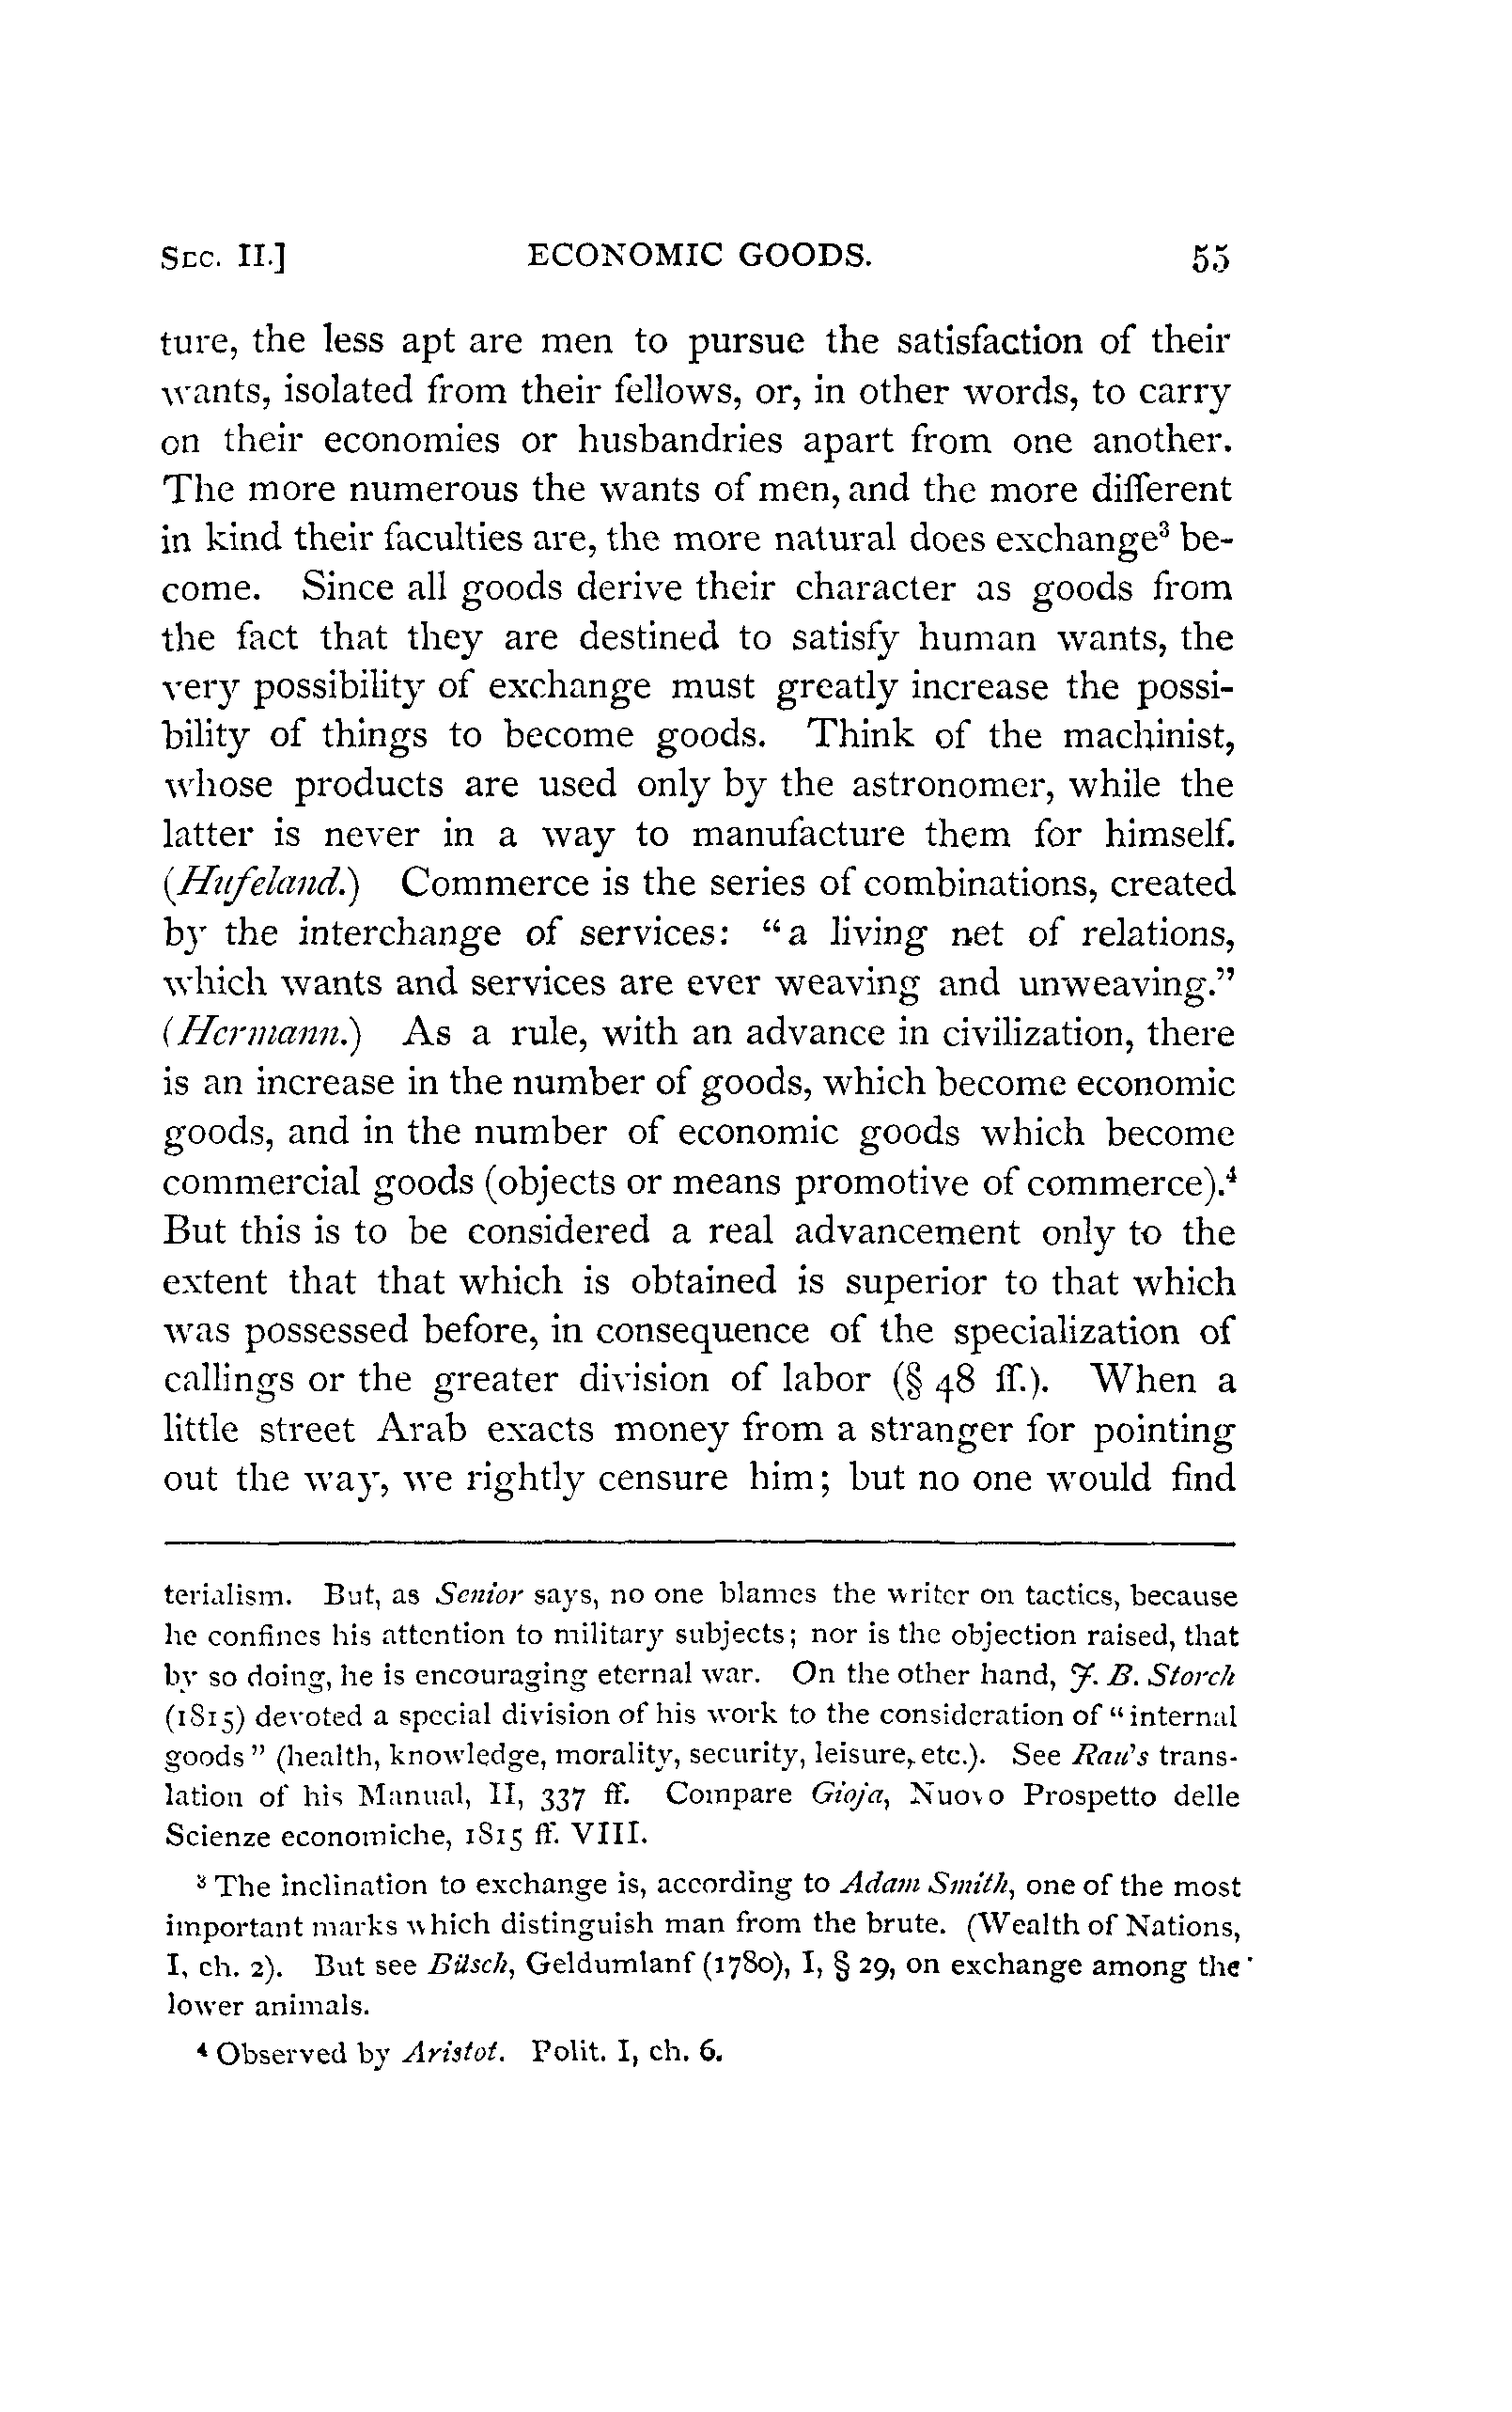 SEC. II.] ECONOMIC GOODS. 55
ture, the less apt are men to pursue the satisfaction of their
wants, isolated from their fellows, or, in other words, to carry
on their economies or husbandries apart from one another.
The more numerous the wants of men, and the more different
in kind their faculties are, the more natural does exchange³ be-
come. Since all goods derive their character as goods from
the fact that they are destined to satisfy human wants, the
very possibility of exchange must greatly increase the possi-
bility of things to become goods. Think of the machinist,
whose products are used only by the astronomer, while the
latter is never in a way to manufacture them for himself.
(Hufeland.) Commerce is the series of combinations, created
by the interchange of services: "a living net of relations,
which wants and services are ever weaving and unweaving."
(Hermann.) As a rule, with an advance in civilization, there
is an increase in the number of goods, which become economic
goods, and in the number of economic goods which become
commercial goods (objects or means promotive of commerce).⁴
But this is to be considered a real advancement only to the
extent that that which is obtained is superior to that which
was possessed before, in consequence of the specialization of
callings or the greater division of labor (§ 48 ff.). When a
little street Arab exacts money from a stranger for pointing
out the way, we rightly censure him; but no one would find
terialism. But, as Senior says, no one blames the writer on tactics, because
he confines his attention to military subjects; nor is the objection raised, that
by so doing, he is encouraging eternal war. On the other hand, J. B. Storch
(1815) devoted a special division of his work to the consideration of "internal
goods" (health, knowledge, morality, security, leisure, etc.). See Rau's trans-
lation of his Manual, II, 337 ff. Compare Gioja, Nuovo Prospetto delle
Scienze economiche, 1815 ff. VIII.
³ The inclination to exchange is, according to Adam Smith, one of the most
important marks which distinguish man from the brute. (Wealth of Nations,
I, ch. 2). But see Büsch, Geldumlanf (1780), I, § 29, on exchange among the
lower animals.
⁴ Observed by Aristot. Polit. I, ch. 6.